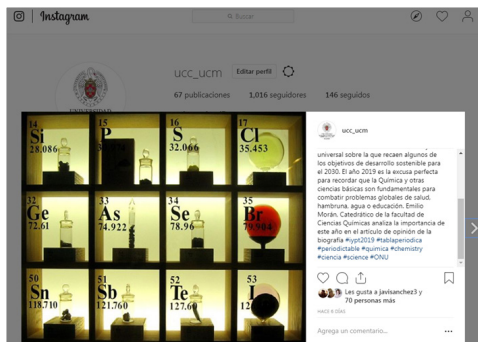 Instagram
Buscar
ucc_ucm Editar perfil
67 publicaciones 1,016 seguidores 146 seguidos
UNIVERSIDAD
14 15 16 17
Si P S Cl
28.086 32.066 35.453
32 33 34 35
Ge As Se Br
72.61 74.922 78.96 79.904
50 51 52 53
Sn Sb Te I
118.710 121.760 127.60
ucc_ucm
universal sobre la que recaen algunos de
los objetivos de desarrollo sostenible para
el 2030. El año 2019 es la excusa perfecta
para recordar que la Química y otras
ciencias básicas son fundamentales para
combatir problemas globales de salud,
hambruna, agua o educación. Emilio
Morán, Catedrático de la facultad de
Ciencias Químicas analiza la importancia de
este año en el artículo de opinión de la
biografía #iypt2019 #tablaperiodica
#periodictable #quimica #chemistry
#ciencia #science #ONU
Les gusta a javisanchez3 y
70 personas más
HACE 8 DÍAS
Agrega un comentario...